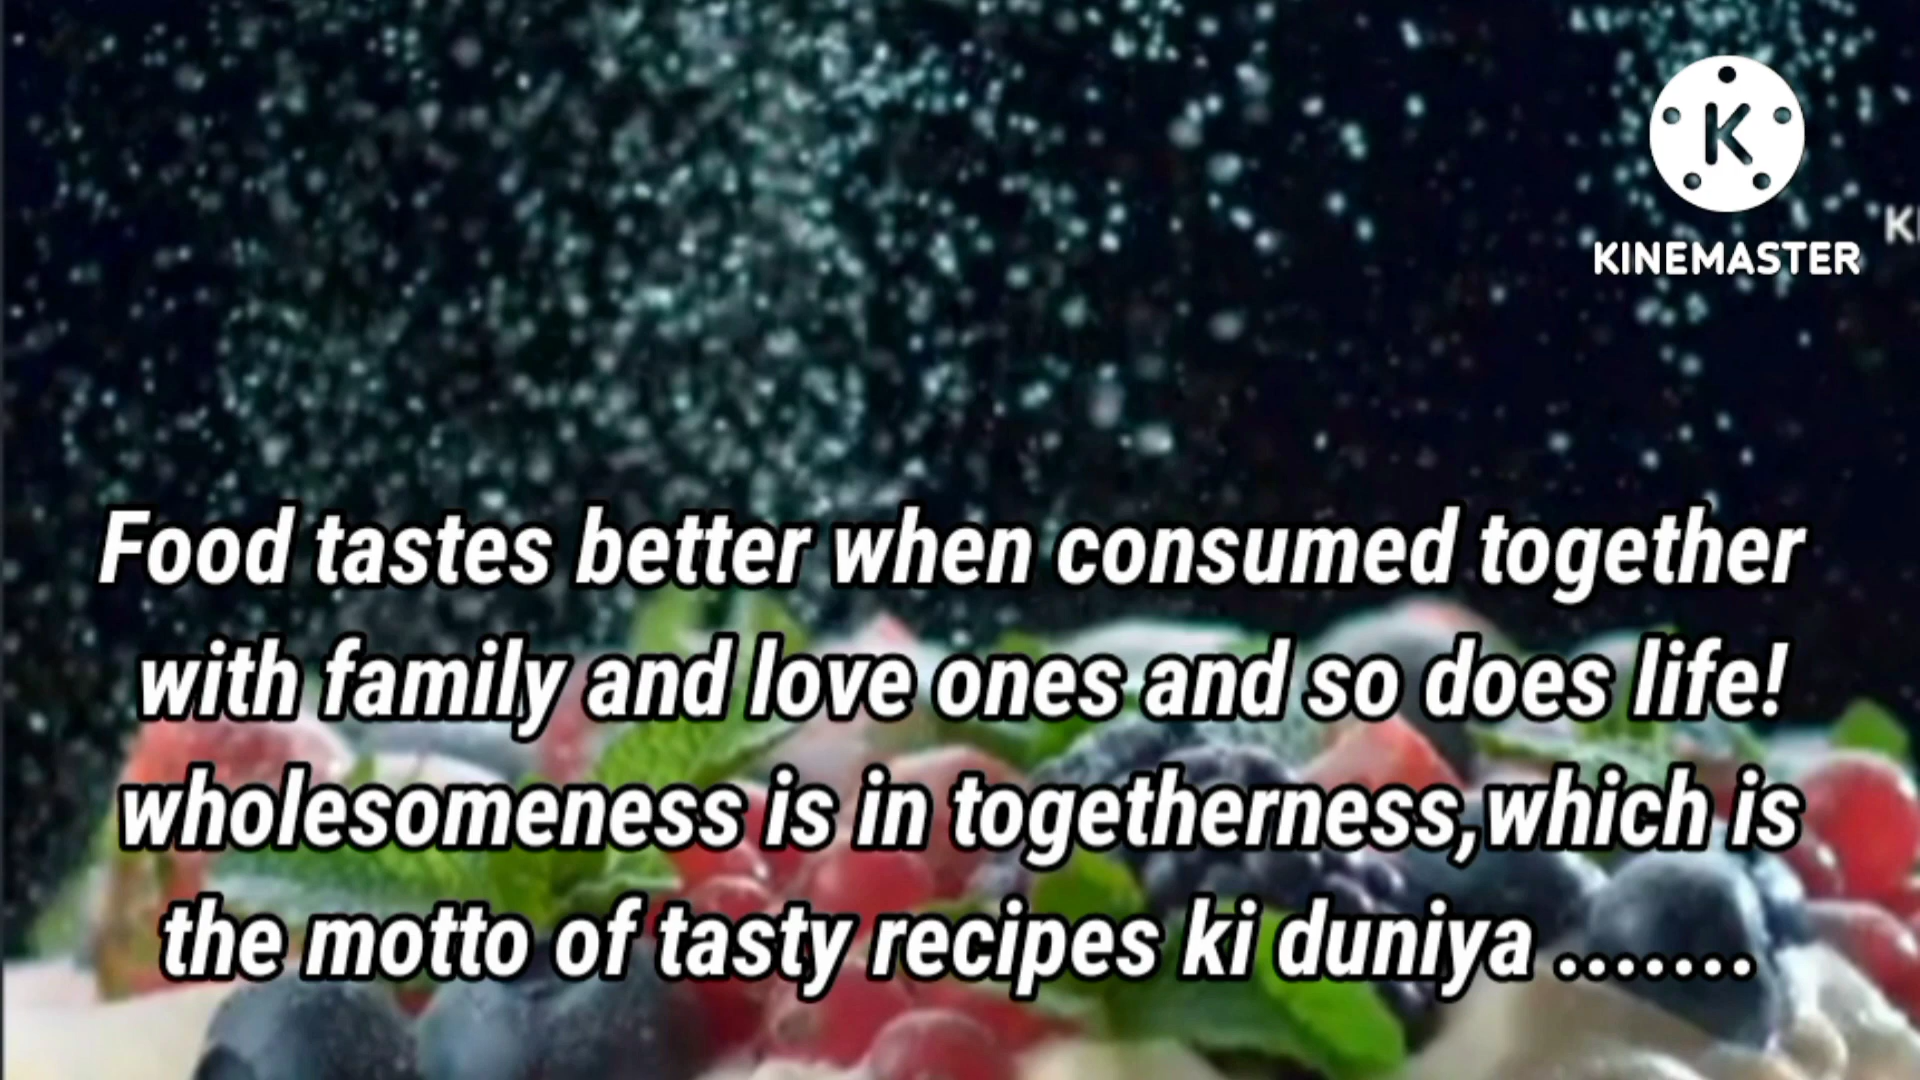 K
KINEMASTER
KI
Food tastes better when consumed together
with family and love ones and so does life!
wholesomeness is in togetherness,which is
the motto of tasty recipes ki duniya .......